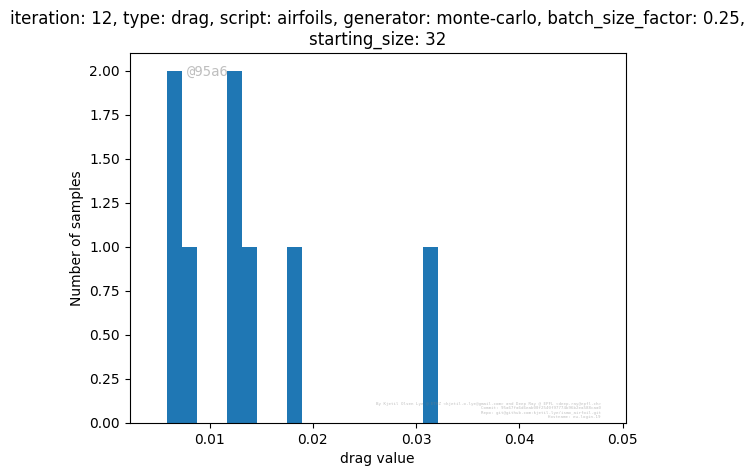 iteration: 12, type: drag, script: airfoils, generator: monte-carlo, batch_size_factor: 0.25,
starting_size: 32
@95a6
2.00
1.75
1.50
1.25
1.00
0.75
0.50
0.25
0.00
Number of samples
0.01
0.02
0.03
0.04
0.05
drag value